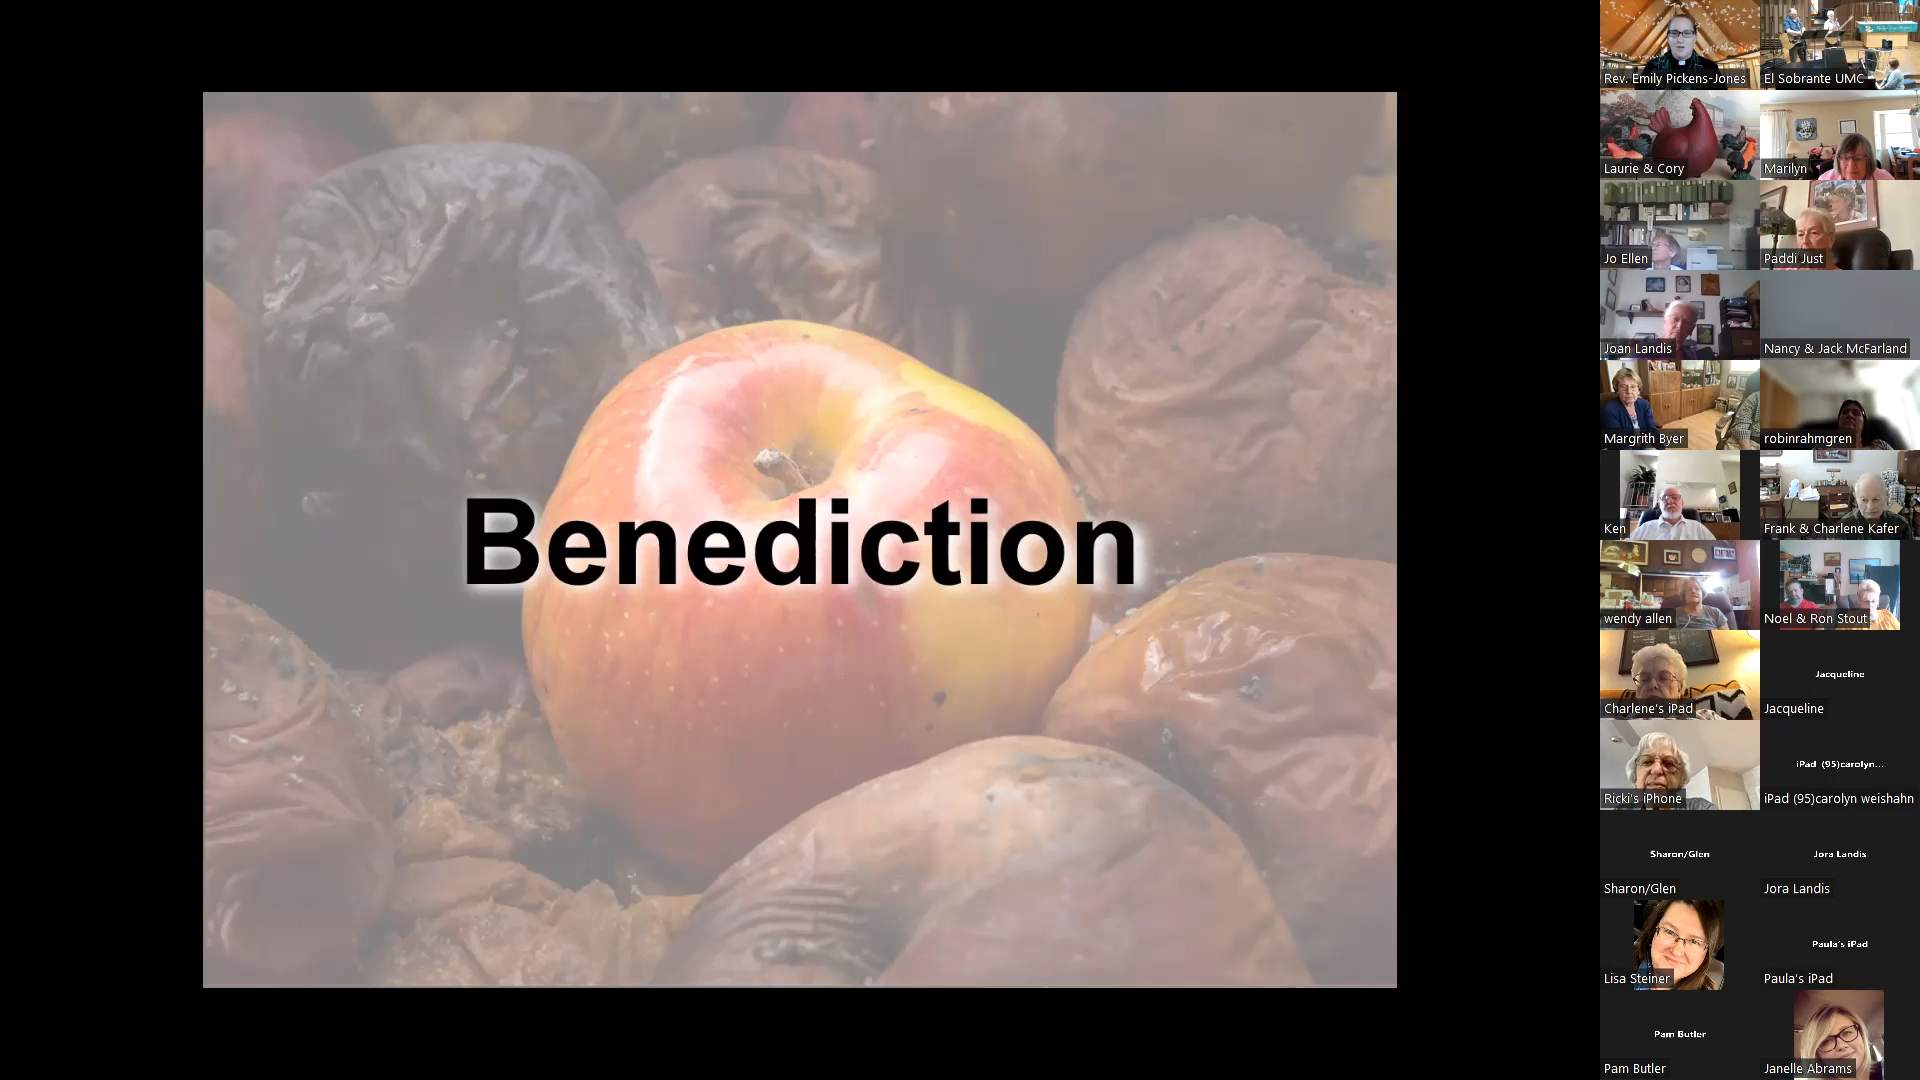 Benediction
Rev. Emily Pickens-Jones
El Sobrante UMC
Laurie & Cory
Marilyn
Jo Ellen
Paddi Just
Joan Landis
Nancy & Jack McFarland
Margrith Byer
robinrahmgren
Ken
Frank & Charlene Kafer
wendy allen
Noel & Ron Stout
Charlene's iPad
Jacqueline
Jacqueline
Ricki's iPhone
iPad (95)carolyn...
iPad (95)carolyn weishahn
Sharon/Glen
Sharon/Glen
Jora Landis
Jora Landis
Lisa Steiner
Paula's iPad
Paula's iPad
Pam Butler
Pam Butler
Janelle Abrams